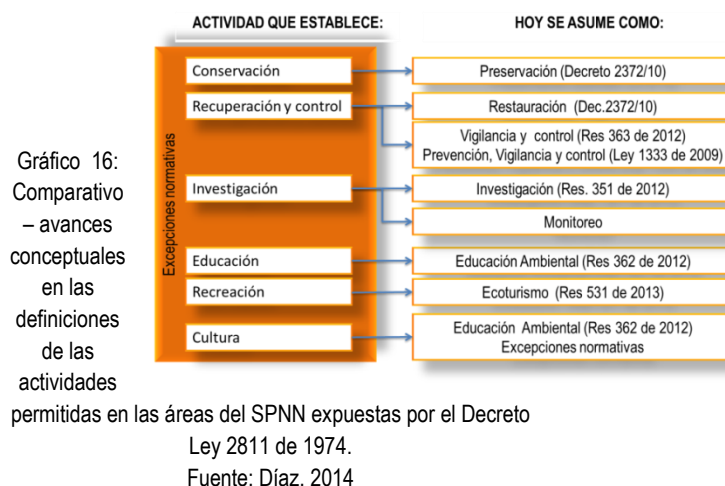 ACTIVIDAD QUE ESTABLECE:
HOY SE ASUME COMO:
Excepciones normativas
Conservación
Preservación (Decreto 2372/10)
Recuperación y control
Restauración (Dec.2372/10)
Vigilancia y control (Res 363 de 2012)
Prevención, Vigilancia y control (Ley 1333 de 2009)
Investigación
Investigación (Res. 351 de 2012)
Monitoreo
Educación
Educación Ambiental (Res 362 de 2012)
Recreación
Ecoturismo (Res 531 de 2013)
Cultura
Educación Ambiental (Res 362 de 2012)
Excepciones normativas
Gráfico 16:
Comparativo
– avances
conceptuales
en las
definiciones
de las
actividades
permitidas en las áreas del SPNN expuestas por el Decreto
Ley 2811 de 1974.
Fuente: Díaz, 2014